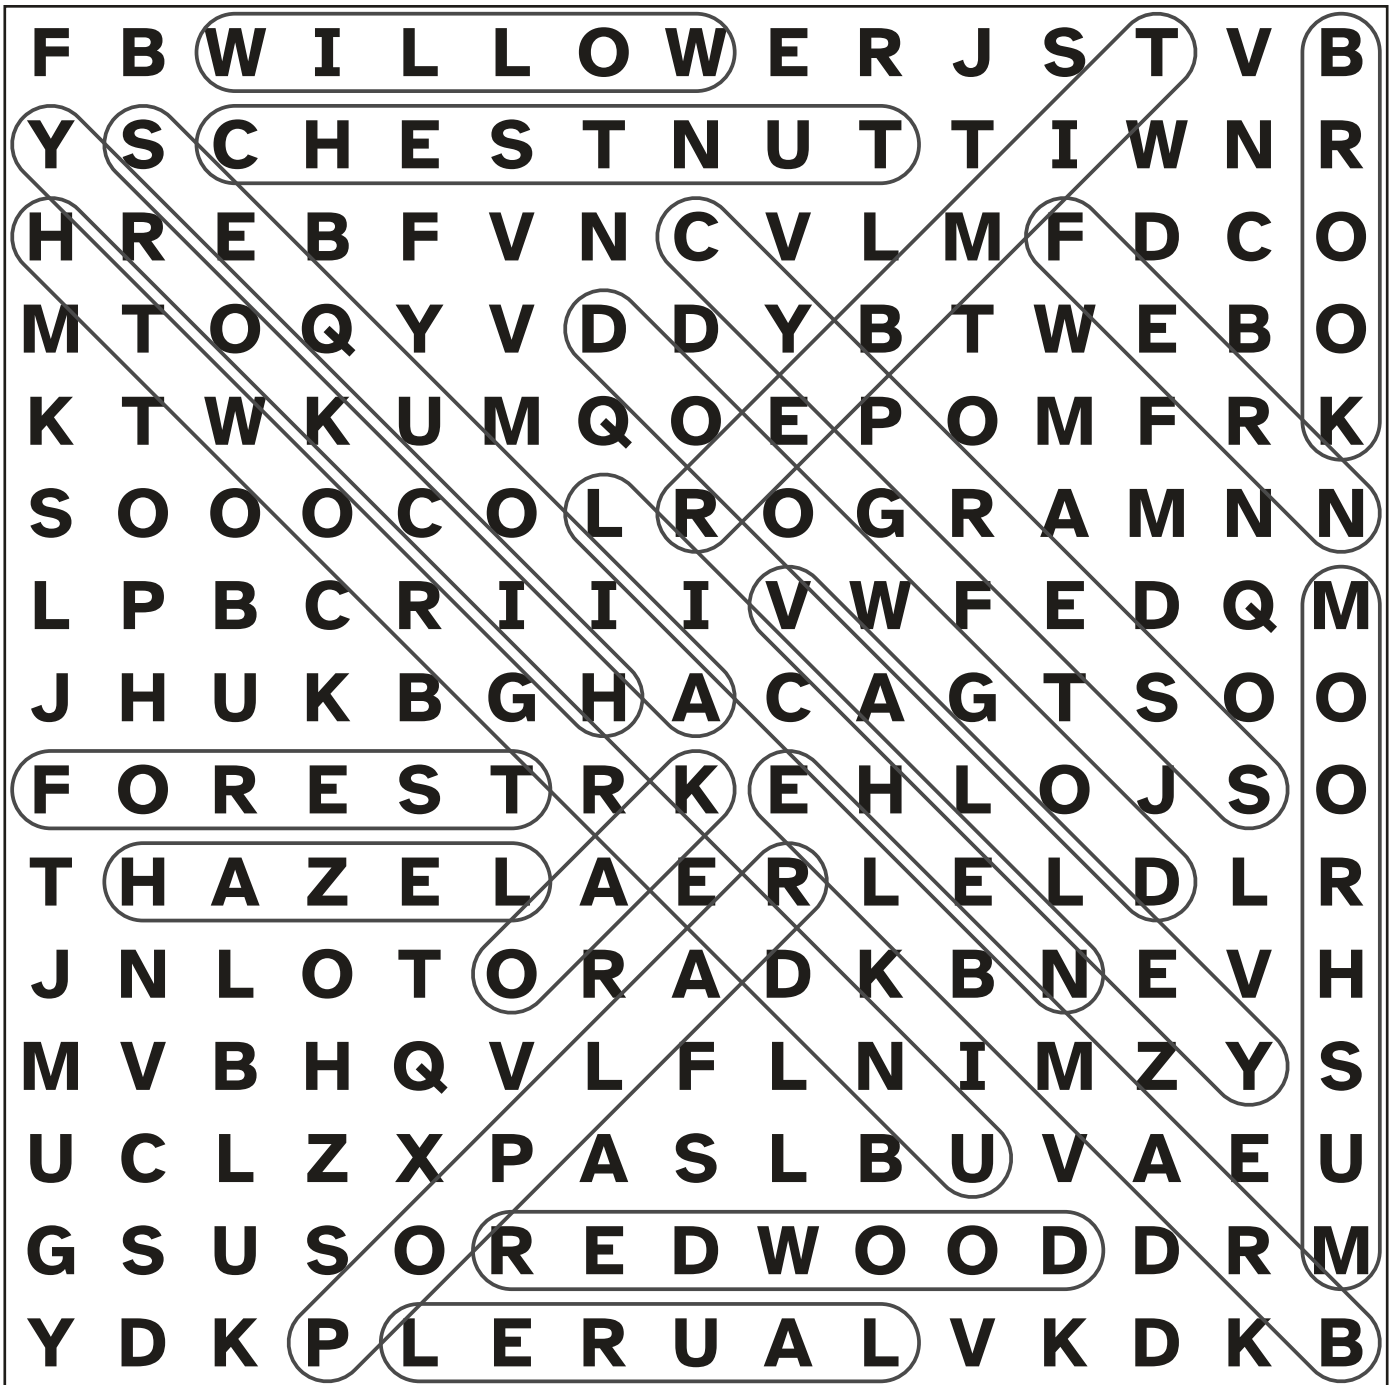 F B W I L L O W E R J S T V B
Y S C H E S T N U T T I W N R
H R E B F V N C V L M F D C O
M T O Q Y V D D Y B T W E B O
K T W K U M Q O E P O M F R K
S O O O C O L R O G R A M N N
L P B C R I I I V W F E D Q M
J H U K B G H A C A G T S O O
F O R E S T R K E H L O J S O
T H A Z E L A E R L E L D L R
J N L O T O R A D K B N E V H
M V B H Q V L F L N I M Z Y S
U C L Z X P A S L B U V A E U
G S U S O R E D W O O D D R M
Y D K P L E R U A L V K D K B